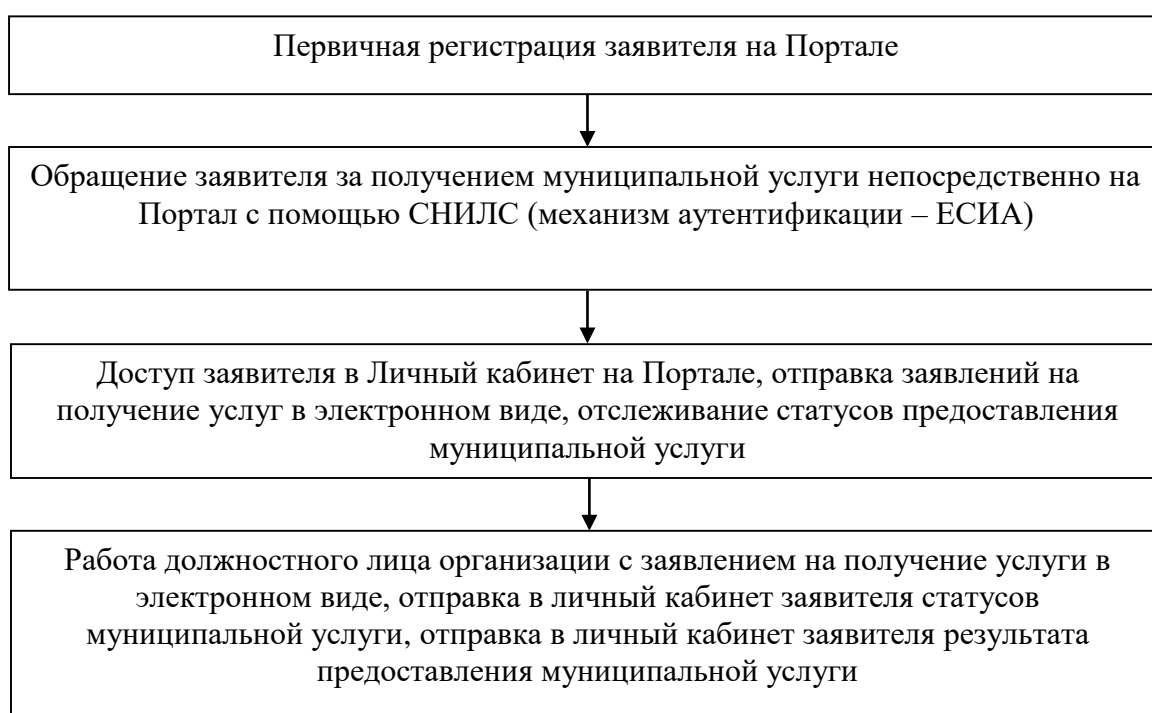 Первичная регистрация заявителя на Портале
Обращение заявителя за получением муниципальной услуги непосредственно на
Портал с помощью СНИЛС (механизм аутентификации – ЕСИА)
Доступ заявителя в Личный кабинет на Портале, отправка заявлений на
получение услуг в электронном виде, отслеживание статусов предоставления
муниципальной услуги
Работа должностного лица организации с заявлением на получение услуги в
электронном виде, отправка в личный кабинет заявителя статусов
муниципальной услуги, отправка в личный кабинет заявителя результата
предоставления муниципальной услуги